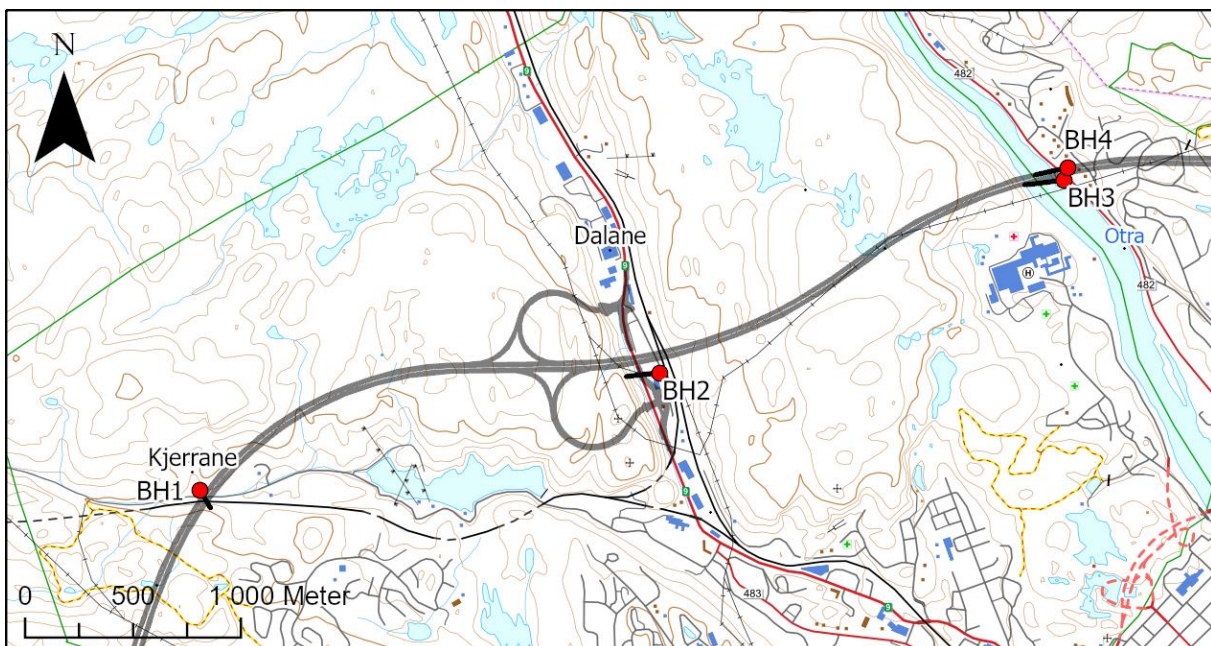 N
9
482
BH4
BH3
Dalane
Otra
9
H
482
BH2
Kjerrane
BH1
9
0 500 1 000 Meter
483
9